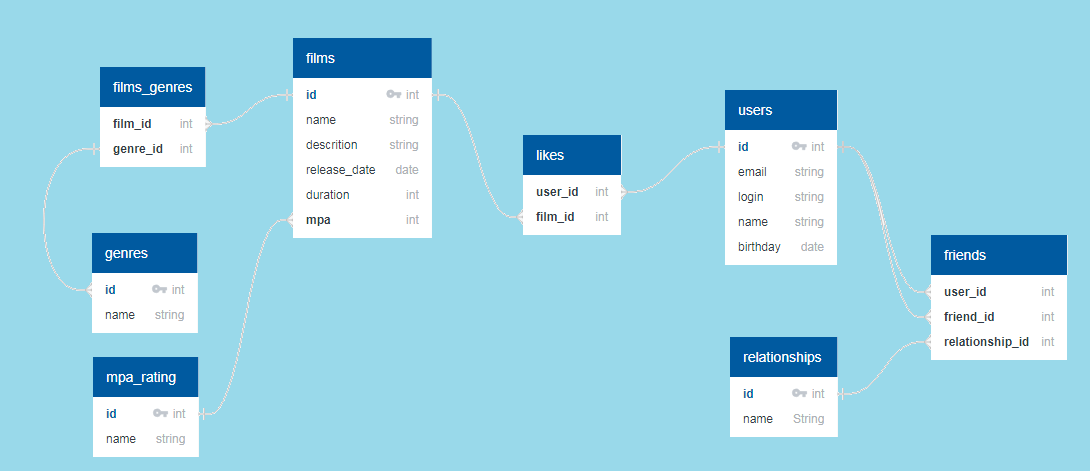 films_genres
film_id int
genre_id int
genres
id int
name string
mpa_rating
id int
name string
films
id int
name string
descrition string
release_date date
duration int
mpa int
likes
user_id int
film_id int
users
id int
email string
login string
name string
birthday date
relationships
id int
name String
friends
user_id int
friend_id int
relationship_id int